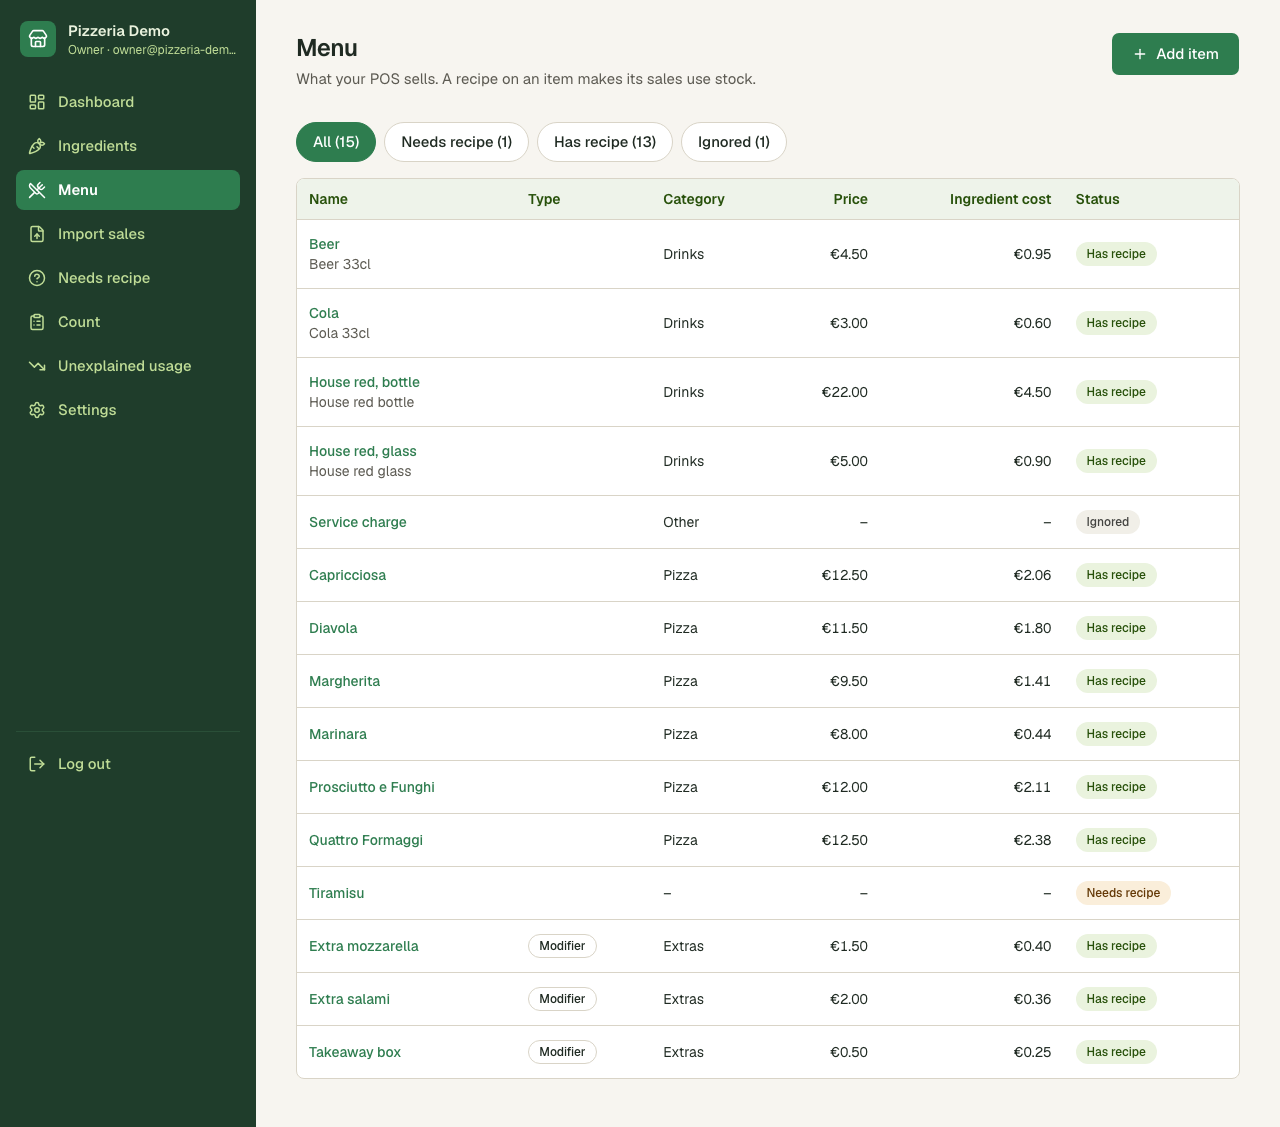 Pizzeria Demo
Owner · owner@pizzeria-dem...
Dashboard
Ingredients
Menu
Import sales
Needs recipe
Count
Unexplained usage
Settings
Log out
Menu
What your POS sells. A recipe on an item makes its sales use stock.
+ Add item
All (15) Needs recipe (1) Has recipe (13) Ignored (1)
Name Type Category Price Ingredient cost Status
Beer
Beer 33cl
Drinks €4.50 €0.95 Has recipe
Cola
Cola 33cl
Drinks €3.00 €0.60 Has recipe
House red, bottle
House red bottle
Drinks €22.00 €4.50 Has recipe
House red, glass
House red glass
Drinks €5.00 €0.90 Has recipe
Service charge Other – – Ignored
Capricciosa Pizza €12.50 €2.06 Has recipe
Diavola Pizza €11.50 €1.80 Has recipe
Margherita Pizza €9.50 €1.41 Has recipe
Marinara Pizza €8.00 €0.44 Has recipe
Prosciutto e Funghi Pizza €12.00 €2.11 Has recipe
Quattro Formaggi Pizza €12.50 €2.38 Has recipe
Tiramisu – – – Needs recipe
Extra mozzarella Modifier Extras €1.50 €0.40 Has recipe
Extra salami Modifier Extras €2.00 €0.36 Has recipe
Takeaway box Modifier Extras €0.50 €0.25 Has recipe